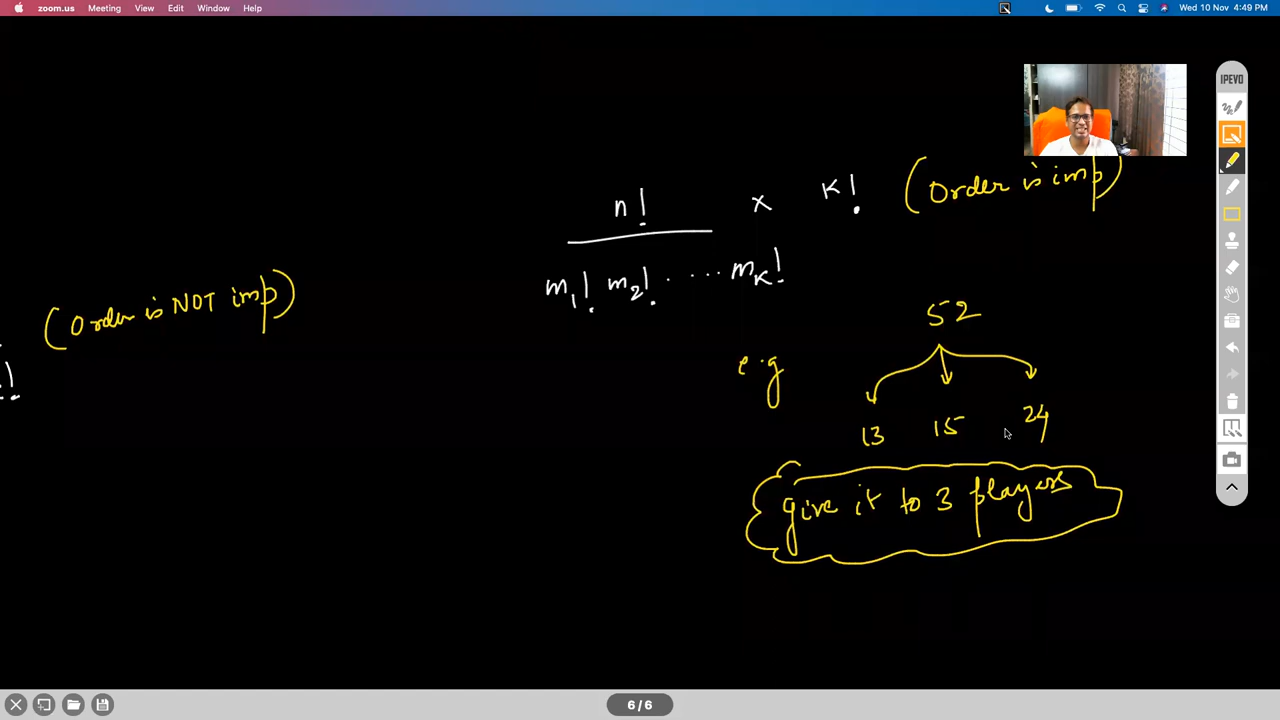 zoom.us Meeting View Edit Window Help Wed 10 Nov 4:49 PM
IPEVO
n! x K! (Order is imp)
m1! m2! ..... mK!
(Order is NOT imp)
!
52
e.g
13 15 24
give it to 3 players
6 / 6